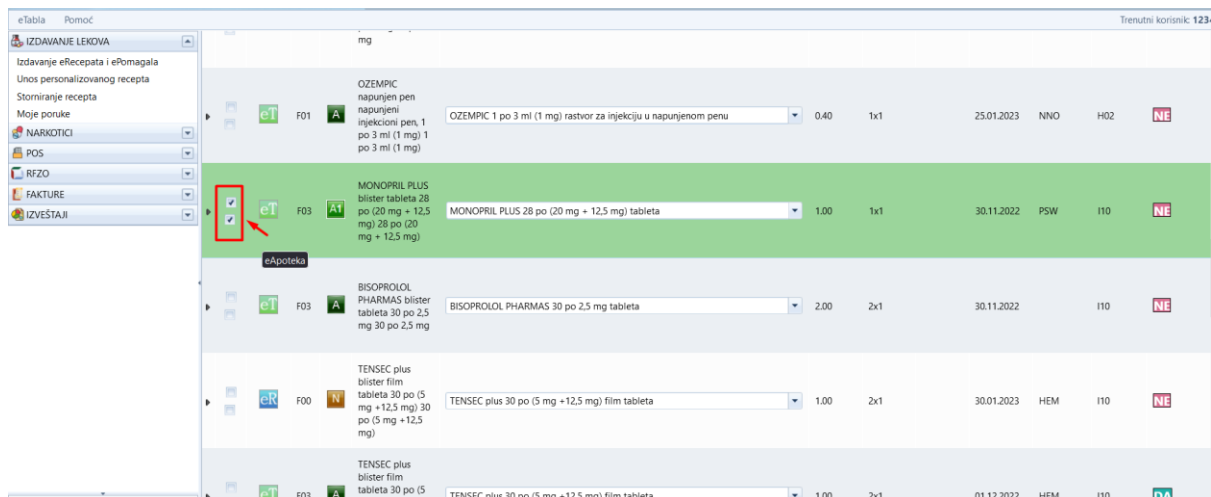 eTabla Pomoć
Trenutni korisnik: 1234
IZDAVANJE LEKOVA
Izdavanje eRecepata i ePomagala
Unos personalizovanog recepta
Storniranje recepta
Moje poruke
NARKOTICI
POS
RFZO
FAKTURE
IZVEŠTAJI
mg
eT F01 A
OZEMPIC
napunjen pen
napunjeni
injekcioni pen, 1
po 3 ml (1 mg) 1
po 3 ml (1 mg)
OZEMPIC 1 po 3 ml (1 mg) rastvor za injekciju u napunjenom penu 0.40 1x1 25.01.2023 NNO H02 NE
eT F03 A1
MONOPRIL PLUS
blister tableta 28
po (20 mg + 12,5
mg) 28 po (20
mg + 12,5 mg)
MONOPRIL PLUS 28 po (20 mg + 12,5 mg) tableta 1.00 1x1 30.11.2022 PSW I10 NE
eApoteka
eT F03 A
BISOPROLOL
PHARMAS blister
tableta 30 po 2,5
mg 30 po 2,5 mg
BISOPROLOL PHARMAS 30 po 2,5 mg tableta 2.00 2x1 30.11.2022 I10 NE
eR F00 N
TENSEC plus
blister film
tableta 30 po (5
mg +12,5 mg) 30
po (5 mg +12,5
mg)
TENSEC plus 30 po (5 mg +12,5 mg) film tableta 1.00 2x1 30.01.2023 HEM I10 NE
eT F03 A
TENSEC plus
blister film
tableta 30 po (5
TENSEC plus 30 po (5 mg +12,5 mg) film tableta 1.00 2x1 01.12.2022 HEM I10 DA